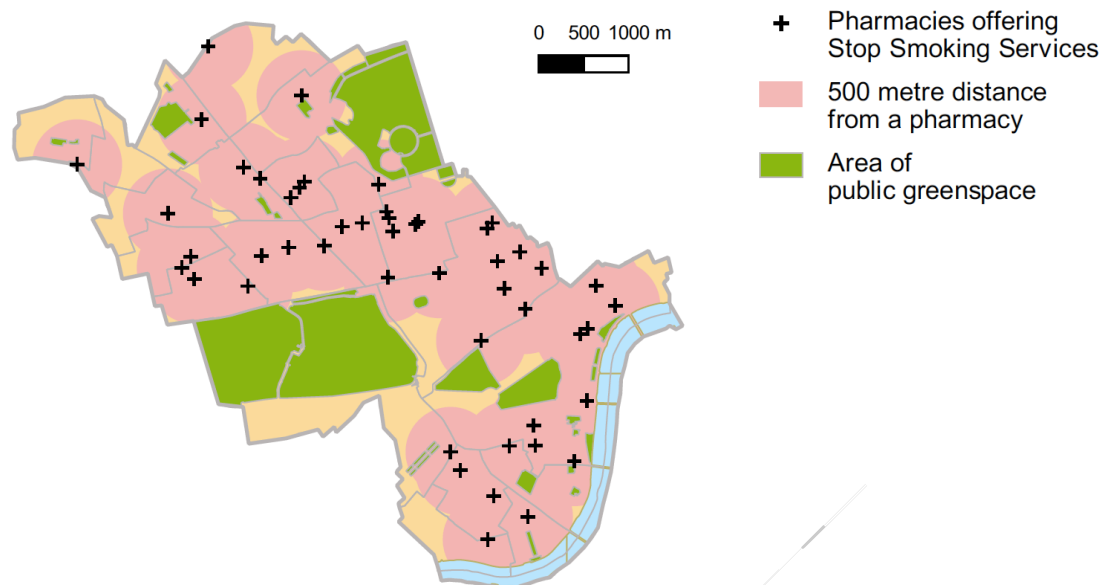 0 500 1000 m
Pharmacies offering
Stop Smoking Services
500 metre distance
from a pharmacy
Area of
public greenspace